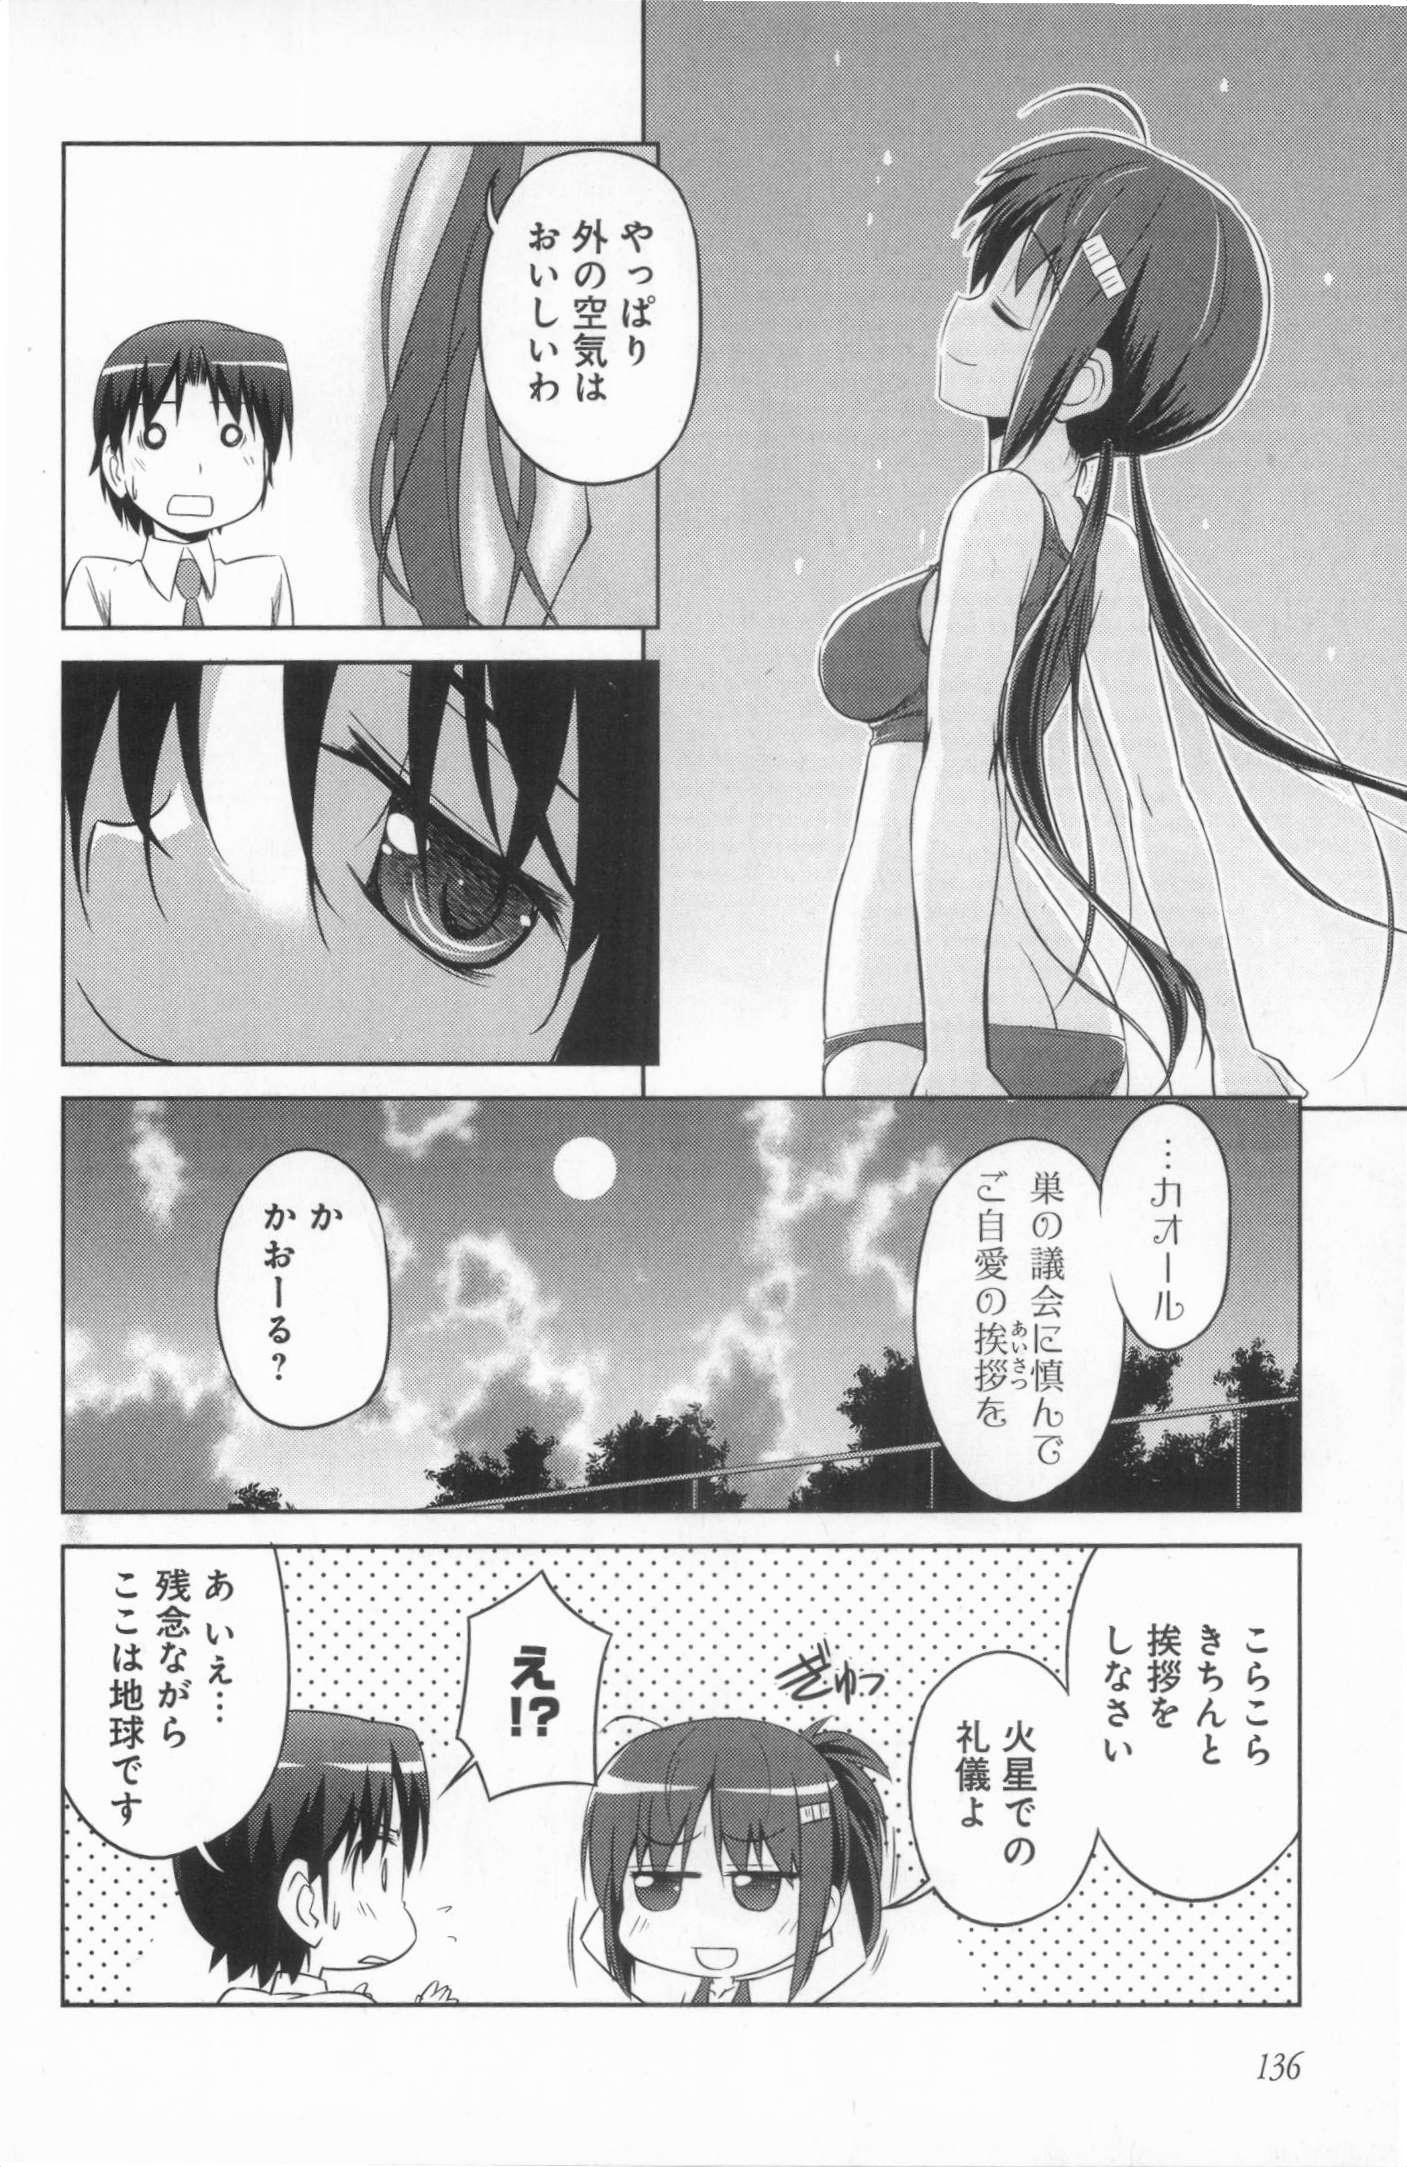 やっぱり
外の空気は
おいしいわ
…カオール
巣の議会に慎んで
ご自愛の挨拶を
あいさつ
か
かおーる?
こらこら
きちんと
挨拶を
しなさい
火星での
礼儀よ
ぎゅっ
え!?
あ いえ…
残念ながら
ここは地球です
136